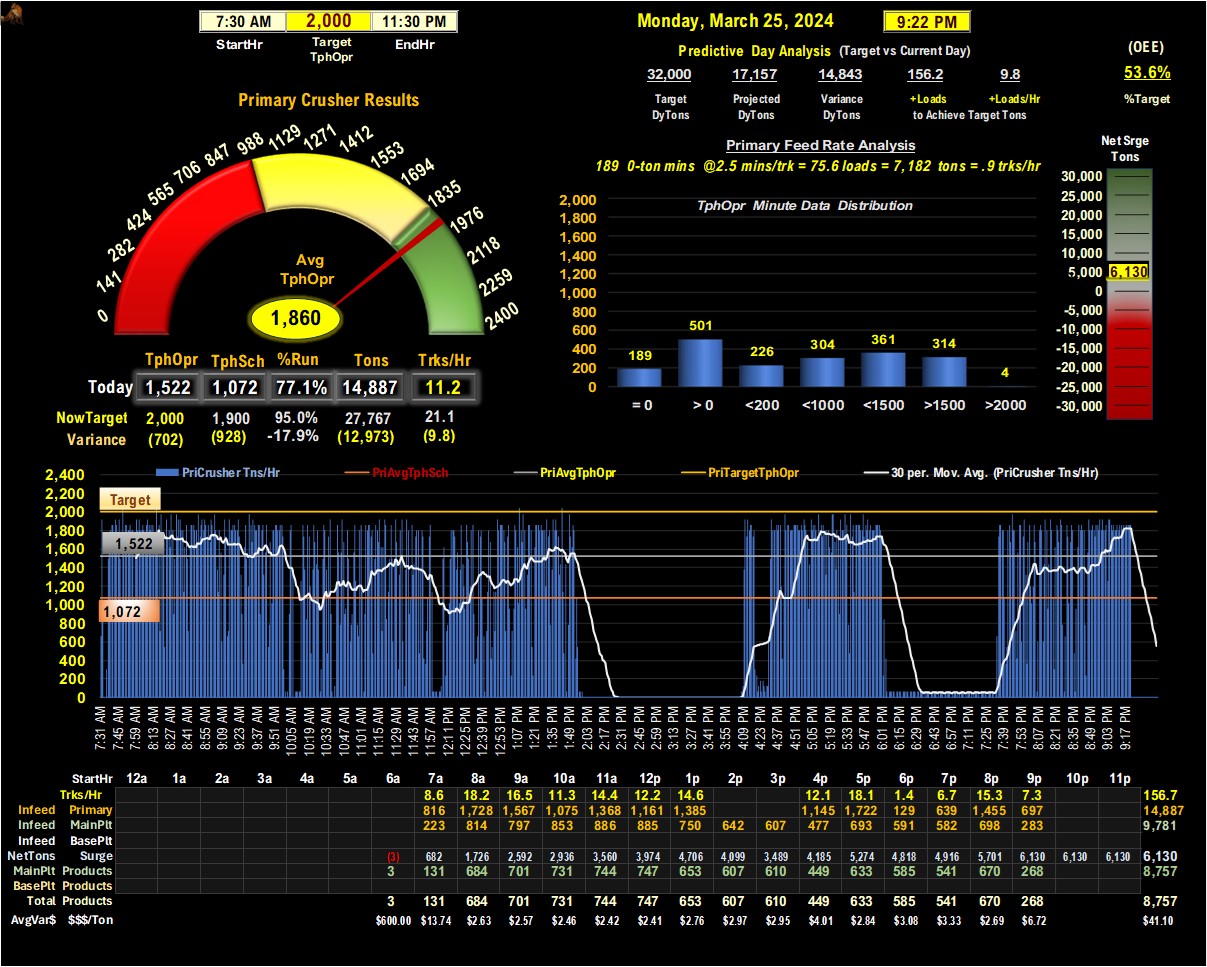 7:30 AM 2,000 11:30 PM
StartHr Target TphOpr EndHr
Monday, March 25, 2024 9:22 PM
Predictive Day Analysis (Target vs Current Day)
32,000 17,157 14,843 156.2 9.8
Target Projected Variance +Loads +Loads/Hr
DyTons DyTons DyTons to Achieve Target Tons
(OEE)
53.6%
%Target
Primary Crusher Results
0 141 282 424 565 706 847 988 1129 1271 1412 1553 1694 1835 1976 2118 2259 2400
Avg
TphOpr
1,860
TphOpr TphSch %Run Tons Trks/Hr
Today 1,522 1,072 77.1% 14,887 11.2
NowTarget 2,000 1,900 95.0% 27,767 21.1
Variance (702) (928) -17.9% (12,973) (9.8)
Primary Feed Rate Analysis
189 0-ton mins @2.5 mins/trk = 75.6 loads = 7,182 tons = .9 trks/hr
TphOpr Minute Data Distribution
2,000
1,800
1,600
1,400
1,200
1,000
800
600
400
200
0
189 501 226 304 361 314 4
= 0 > 0 <200 <1000 <1500 >1500 >2000
Net Srge
Tons
30,000
25,000
20,000
15,000
10,000
5,000 6,130
0
-5,000
-10,000
-15,000
-20,000
-25,000
-30,000
PriCrusher Tns/Hr PriAvgTphSch PriAvgTphOpr PriTargetTphOpr 30 per. Mov. Avg. (PriCrusher Tns/Hr)
2,400
2,200
2,000
1,800
1,600
1,400
1,200
1,000
800
600
400
200
0
Target
1,522
1,072
7:31 AM 7:45 AM 7:59 AM 8:13 AM 8:27 AM 8:41 AM 8:55 AM 9:09 AM 9:23 AM 9:37 AM 9:51 AM 10:05 AM 10:19 AM 10:33 AM 10:47 AM 11:01 AM 11:15 AM 11:29 AM 11:43 AM 11:57 AM 12:11 PM 12:25 PM 12:39 PM 12:53 PM 1:07 PM 1:21 PM 1:35 PM 1:49 PM 2:03 PM 2:17 PM 2:31 PM 2:45 PM 2:59 PM 3:13 PM 3:27 PM 3:41 PM 3:55 PM 4:09 PM 4:23 PM 4:37 PM 4:51 PM 5:05 PM 5:19 PM 5:33 PM 5:47 PM 6:01 PM 6:15 PM 6:29 PM 6:43 PM 6:57 PM 7:11 PM 7:25 PM 7:39 PM 7:53 PM 8:07 PM 8:21 PM 8:35 PM 8:49 PM 9:03 PM 9:17 PM
StartHr 12a 1a 2a 3a 4a 5a 6a 7a 8a 9a 10a 11a 12p 1p 2p 3p 4p 5p 6p 7p 8p 9p 10p 11p
Trks/Hr 8.6 18.2 16.5 11.3 14.4 12.2 14.6 12.1 18.1 1.4 6.7 15.3 7.3 156.7
Infeed Primary 816 1,728 1,567 1,075 1,368 1,161 1,385 1,145 1,722 129 639 1,455 697 14,887
Infeed MainPlt 223 814 797 853 886 885 750 642 607 477 693 591 582 698 283 9,781
Infeed BasePlt
NetTons Surge (3) 682 1,726 2,592 2,936 3,560 3,974 4,706 4,099 3,489 4,185 5,274 4,818 4,916 5,701 6,130 6,130 6,130 6,130
MainPlt Products 3 131 684 701 731 744 747 653 607 610 449 633 585 541 670 268 8,757
BasePlt Products
Total Products 3 131 684 701 731 744 747 653 607 610 449 633 585 541 670 268 8,757
AvgVar$ $$$/Ton $600.00 $13.74 $2.63 $2.57 $2.46 $2.42 $2.41 $2.76 $2.97 $2.95 $4.01 $2.84 $3.08 $3.33 $2.69 $6.72 $41.10